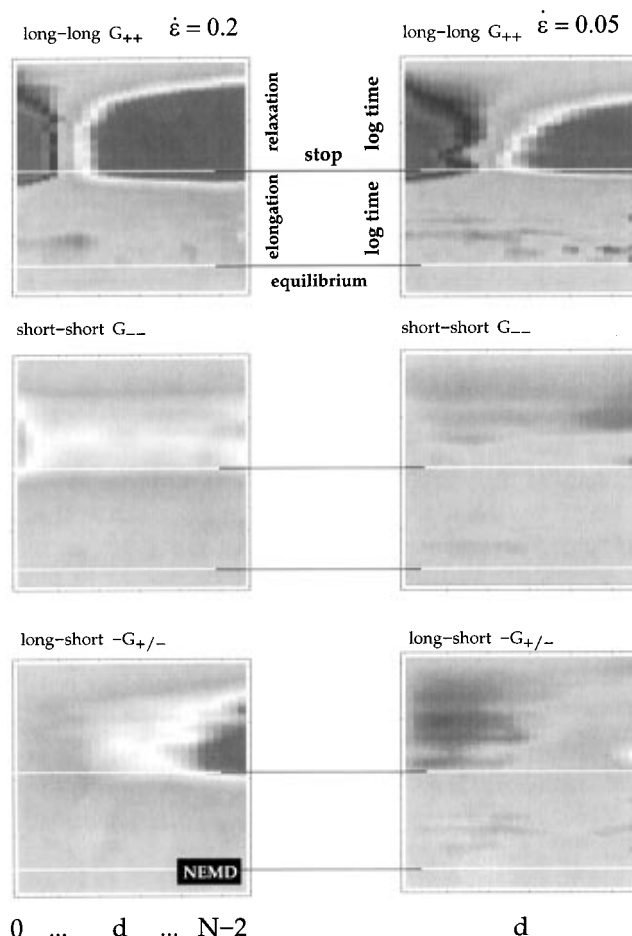 long–long G₊₊ ε̇ = 0.2
long–long G₊₊ ε̇ = 0.05
relaxation
log time
stop
elongation
log time
equilibrium
short–short G₋₋
short–short G₋₋
long–short –G₊/₋
long–short –G₊/₋
NEMD
0 ... d ... N–2
d